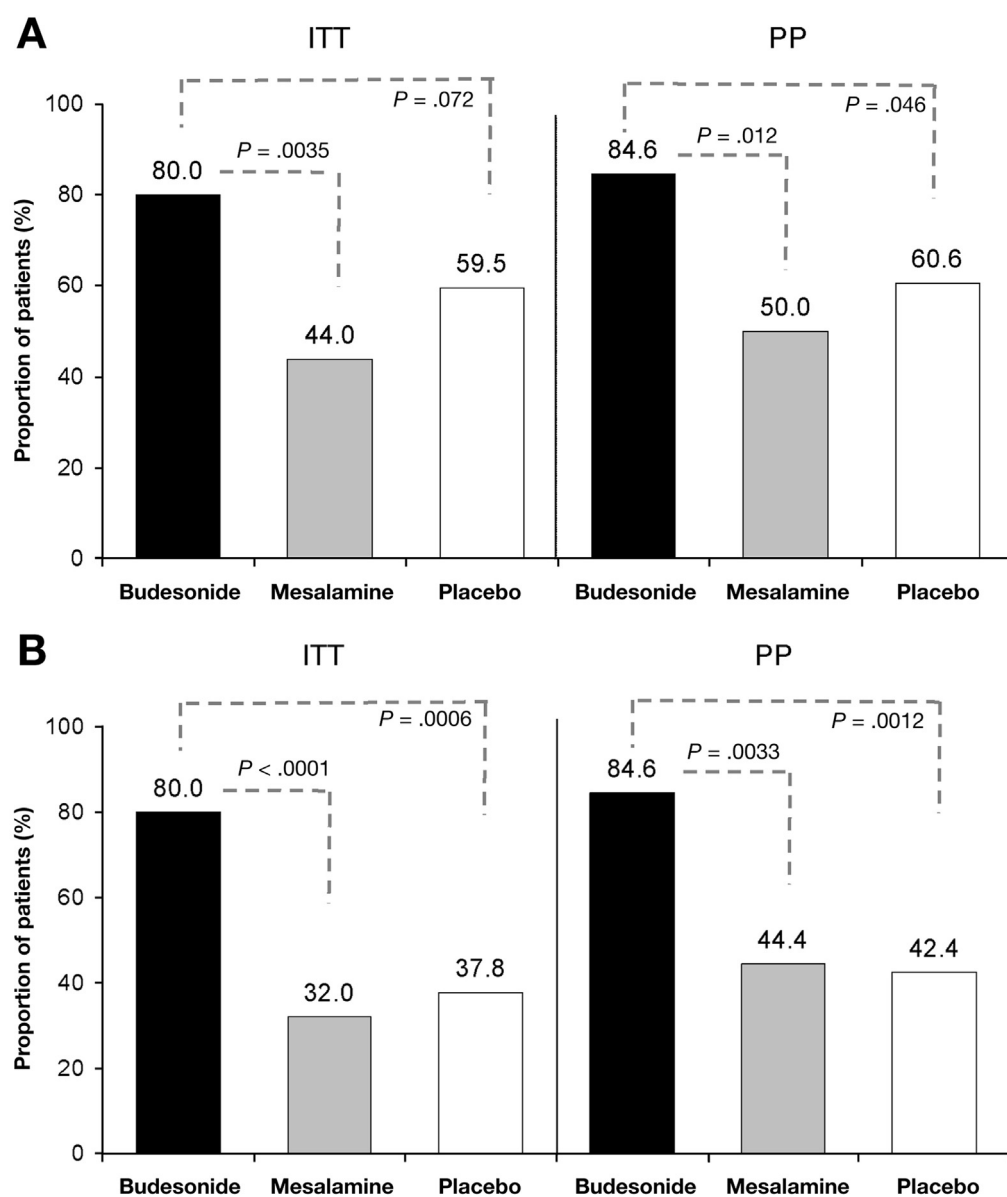 A
ITT
PP
P = .072
P = .046
P = .0035
P = .012
100
80
60
40
20
0
Proportion of patients (%)
80.0
44.0
59.5
84.6
50.0
60.6
Budesonide Mesalamine Placebo Budesonide Mesalamine Placebo
B
ITT
PP
P = .0006
P = .0012
P < .0001
P = .0033
100
80
60
40
20
0
Proportion of patients (%)
80.0
32.0
37.8
84.6
44.4
42.4
Budesonide Mesalamine Placebo Budesonide Mesalamine Placebo